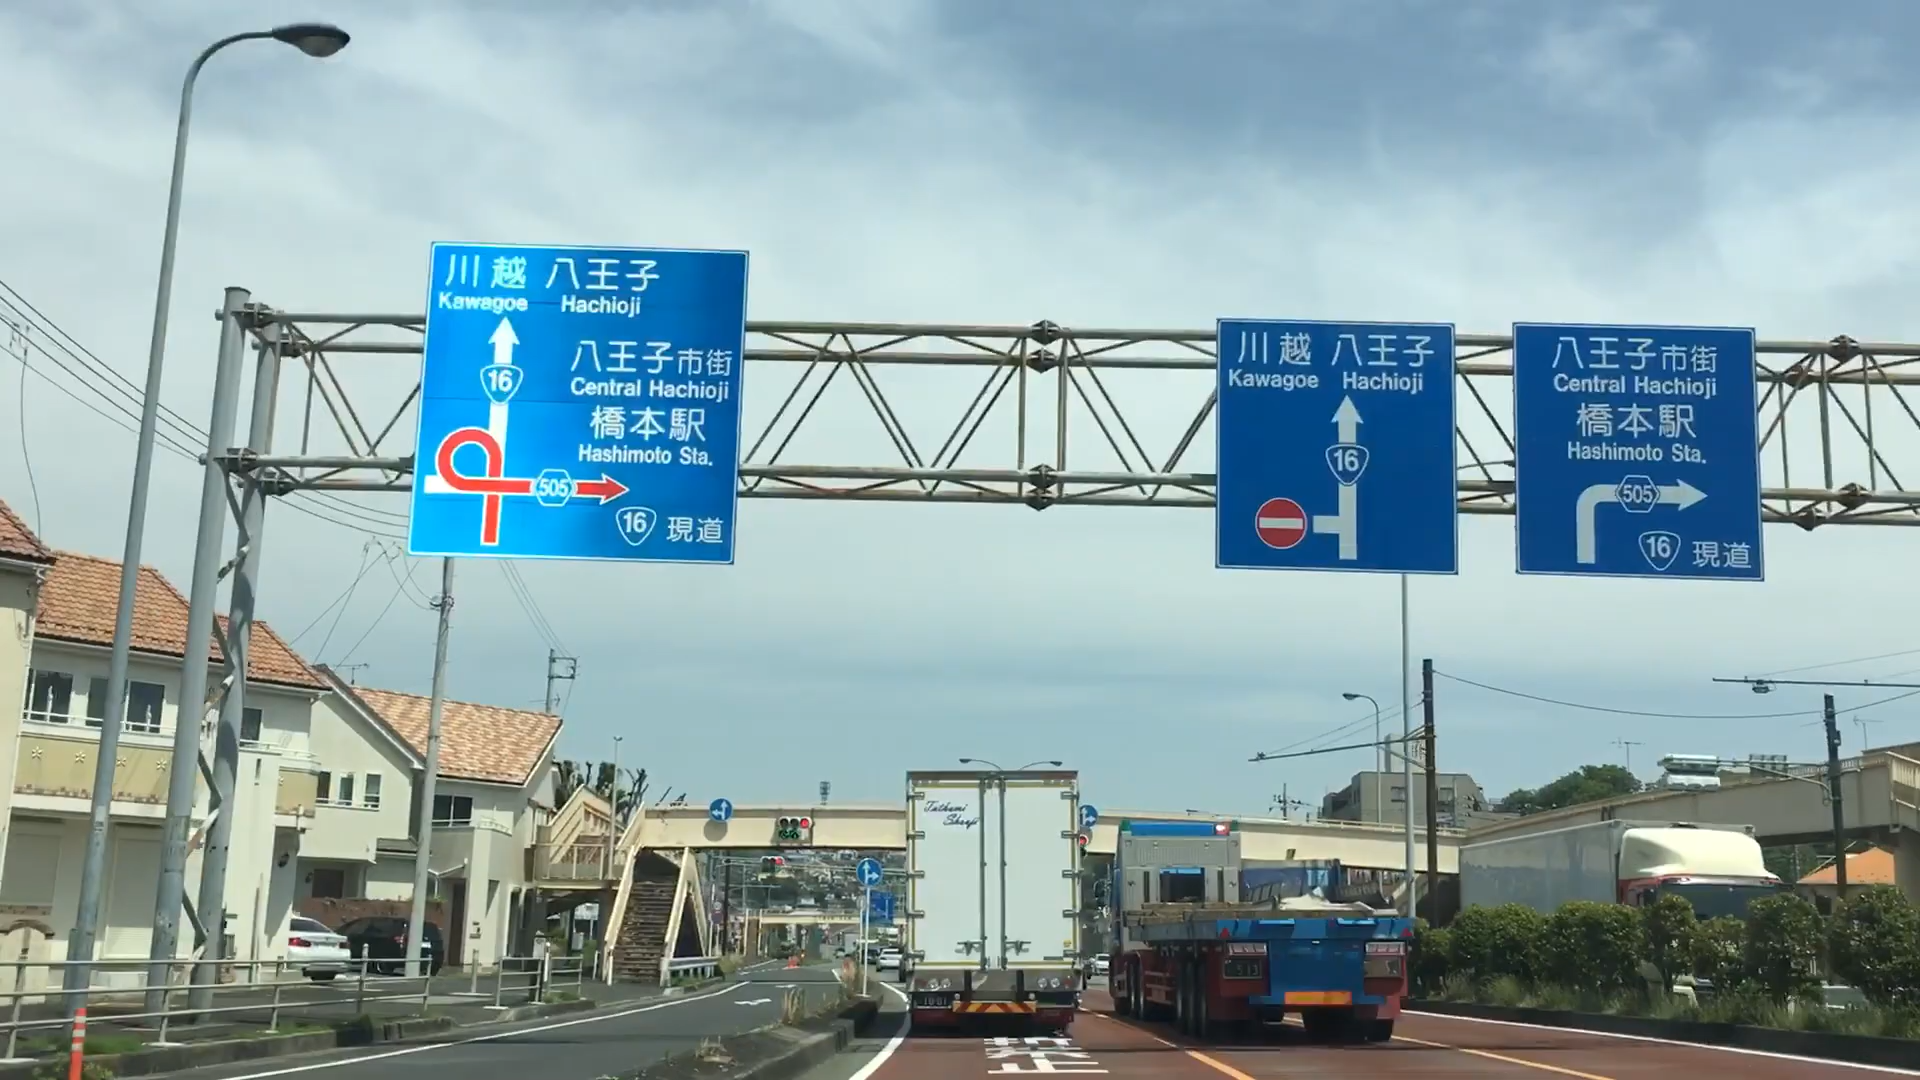 川越 八王子
Kawagoe Hachioji
16
八王子市街
Central Hachioji
橋本駅
Hashimoto Sta.
505
16 現道
川越 八王子
Kawagoe Hachioji
16
八王子市街
Central Hachioji
橋本駅
Hashimoto Sta.
505
16 現道